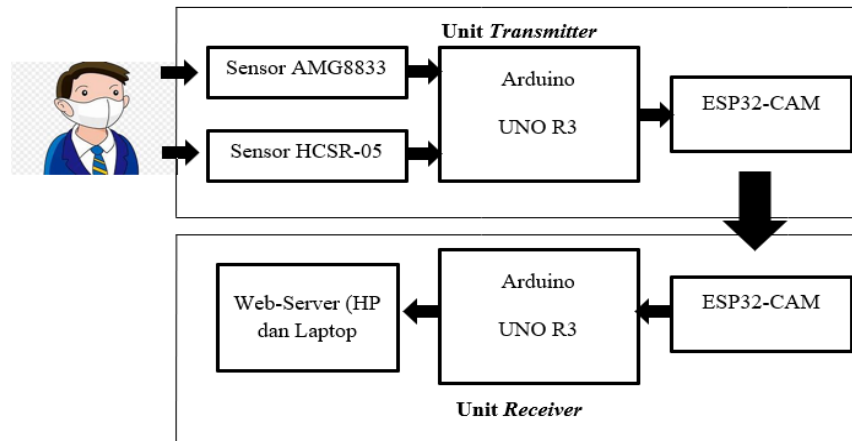 Unit Transmitter
Sensor AMG8833
Sensor HCSR-05
Arduino
UNO R3
ESP32-CAM
Web-Server (HP
dan Laptop
Arduino
UNO R3
ESP32-CAM
Unit Receiver